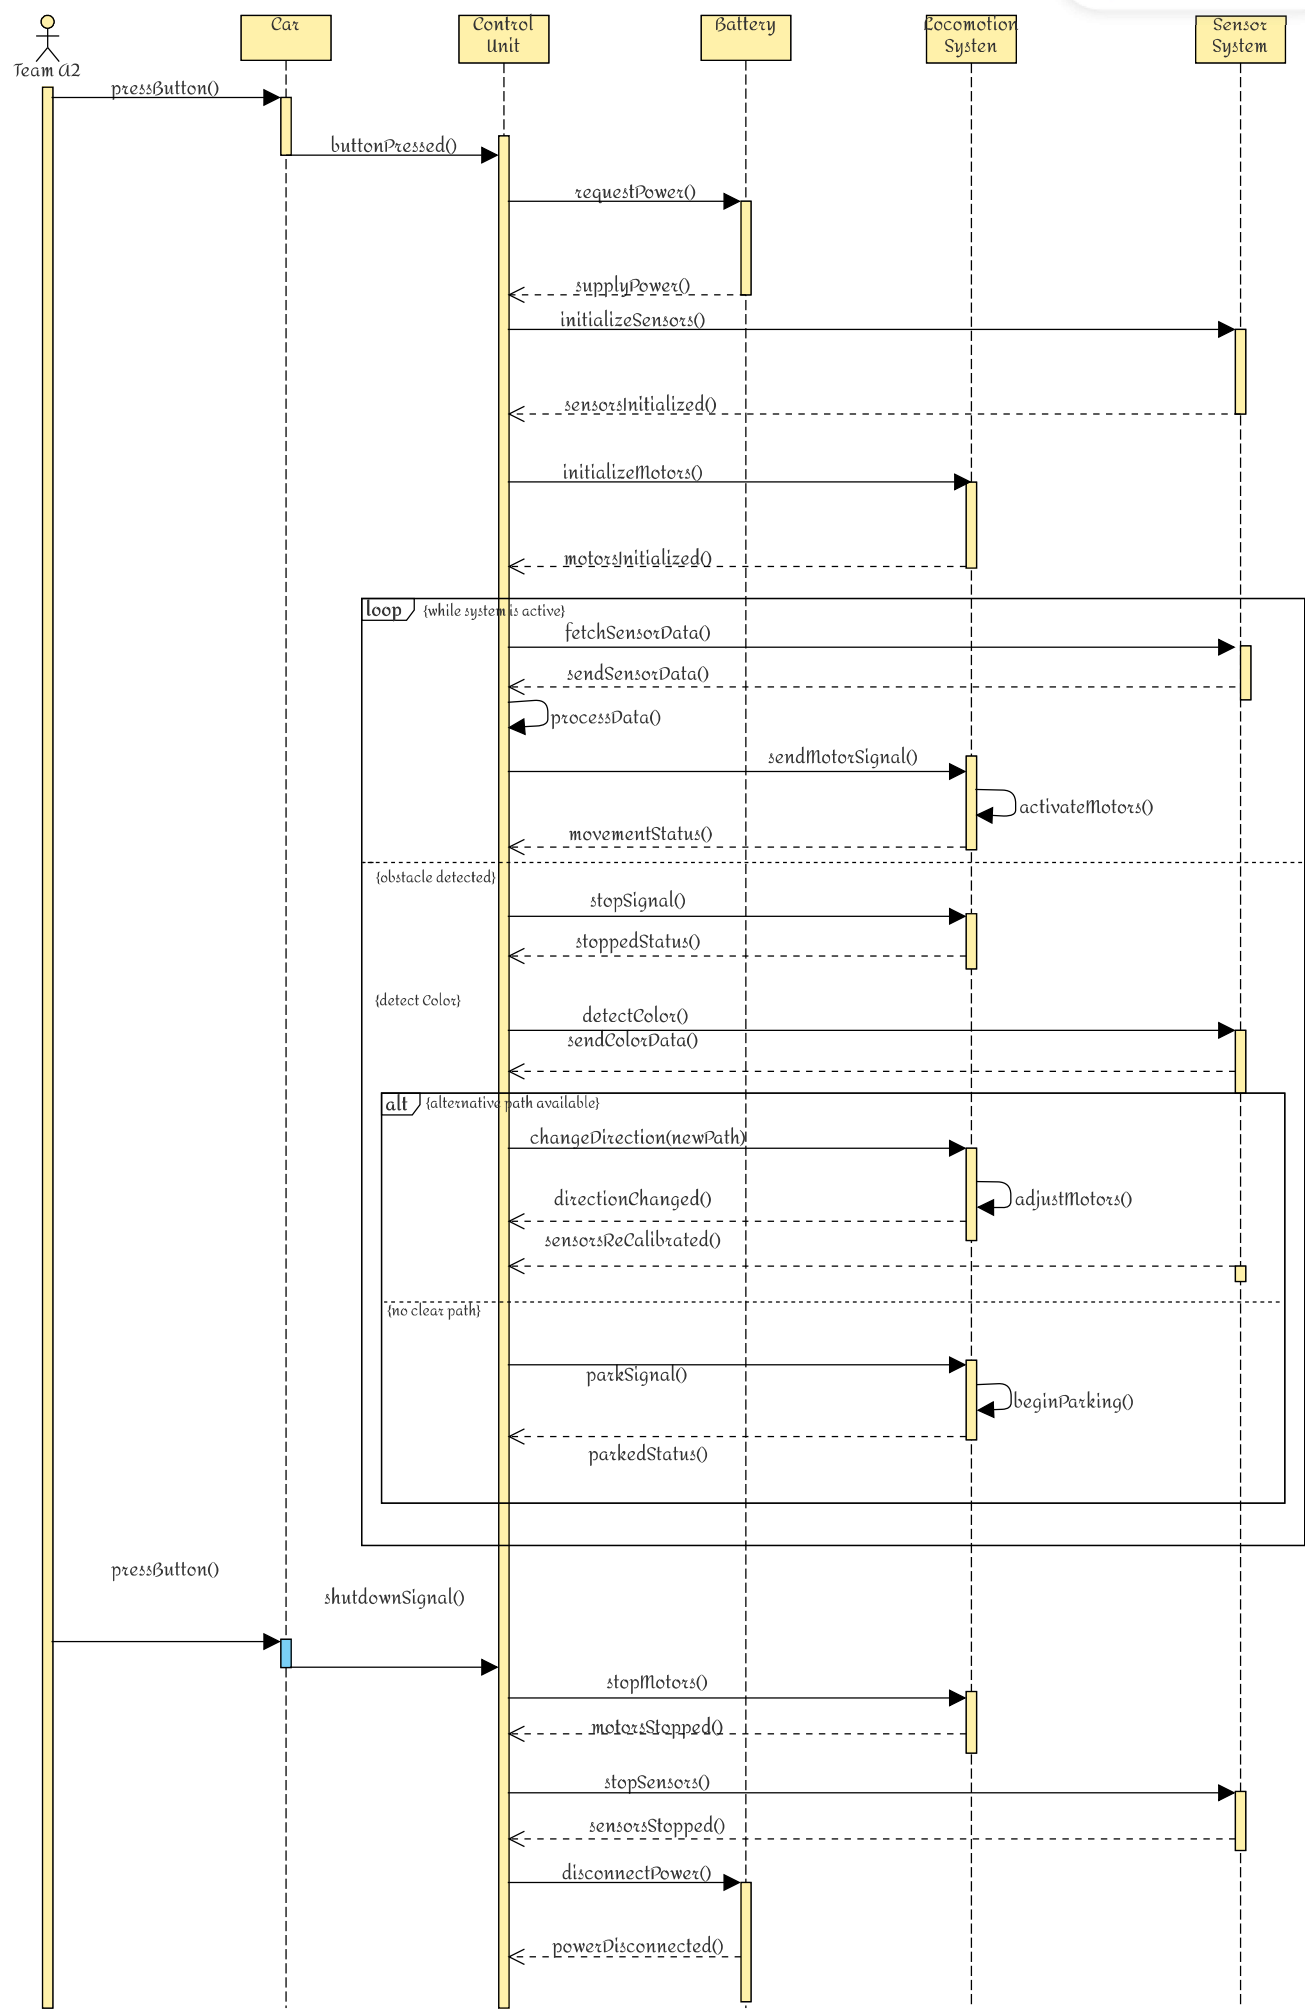 Team A2
Car
Control
Unit
Battery
Locomotion
Systen
Sensor
System
pressButton()
buttonPressed()
requestPower()
supplyPower()
initializeSensors()
sensorsInitialized()
initializeMotors()
motorsInitialized()
loop {while system is active}
fetchSensorData()
sendSensorData()
processData()
sendMotorSignal()
activateMotors()
movementStatus()
{obstacle detected}
stopSignal()
stoppedStatus()
{detect Color}
detectColor()
sendColorData()
alt {alternative path available}
changeDirection(newPath)
directionChanged()
adjustMotors()
sensorsReCalibrated()
{no clear path}
parkSignal()
beginParking()
parkedStatus()
pressButton()
shutdownSignal()
stopMotors()
motorsStopped()
stopSensors()
sensorsStopped()
disconnectPower()
powerDisconnected()